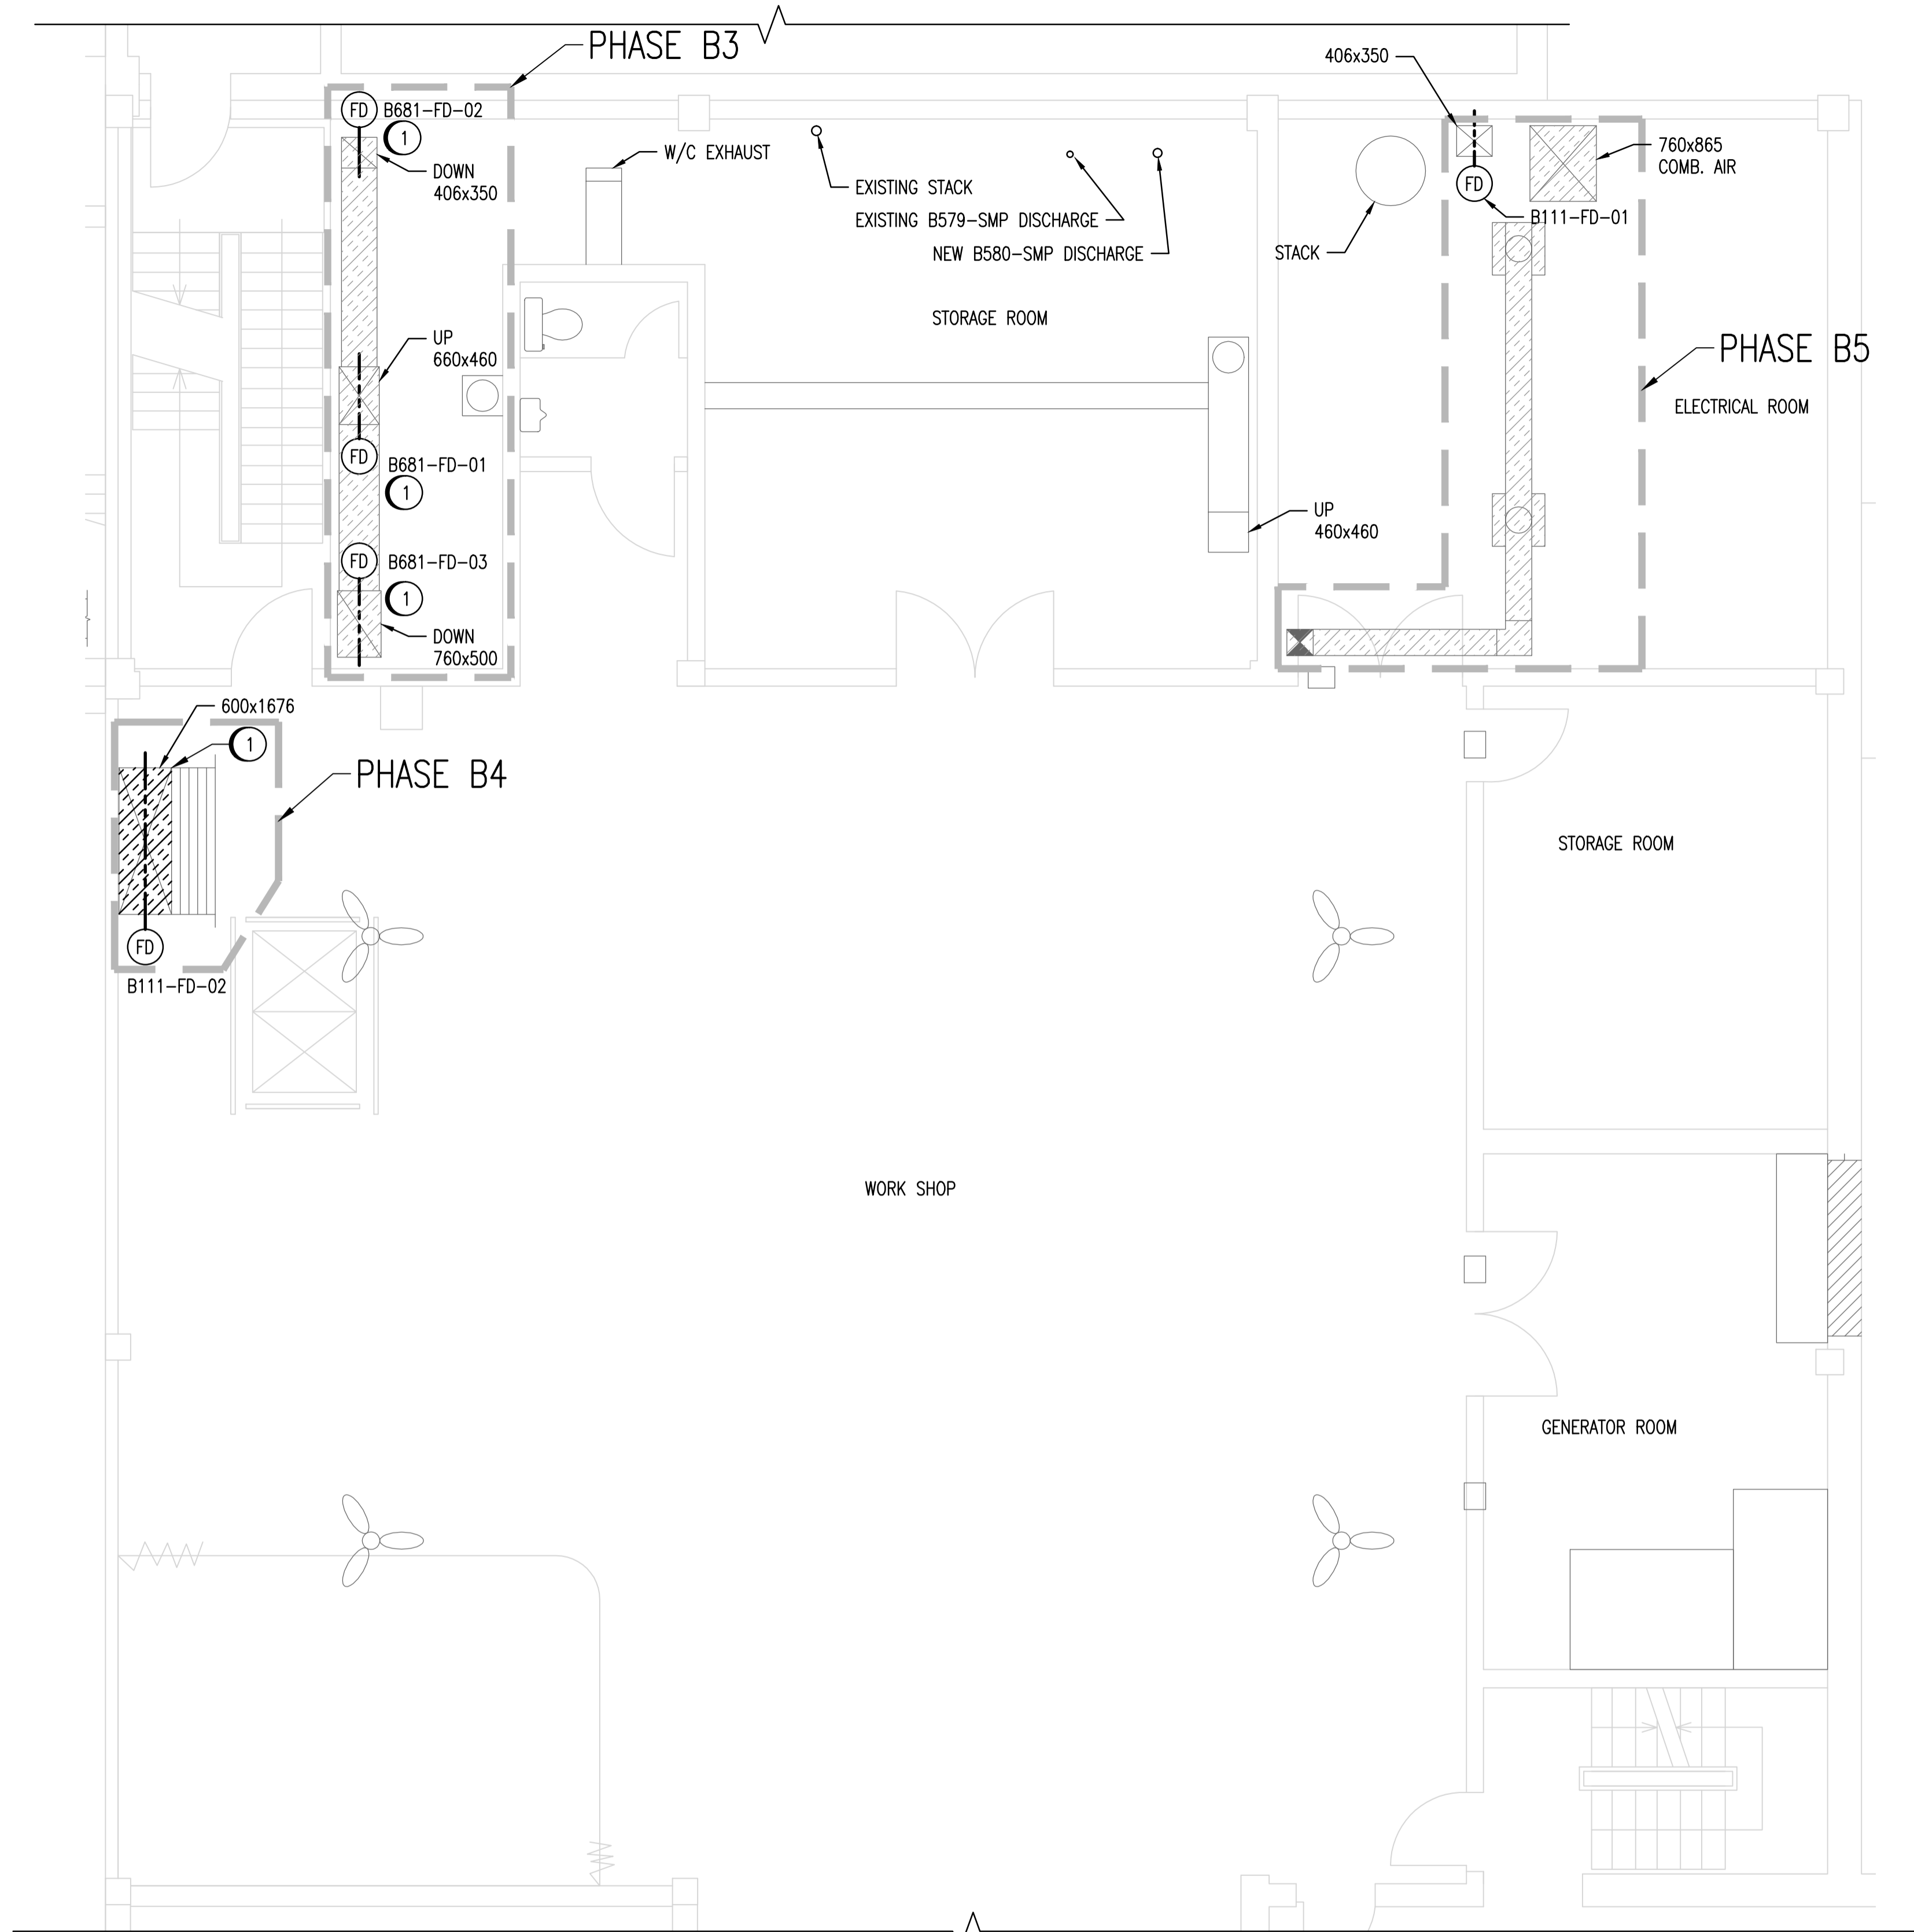 PHASE B3
406x350
FD B681-FD-02
1
DOWN
406x350
W/C EXHAUST
EXISTING STACK
EXISTING B579-SMP DISCHARGE
NEW B580-SMP DISCHARGE
STACK
760x865
COMB. AIR
FD
B111-FD-01
STORAGE ROOM
UP
660x460
PHASE B5
ELECTRICAL ROOM
FD
B681-FD-01
1
UP
460x460
FD B681-FD-03
1
DOWN
760x500
600x1676
1
PHASE B4
FD
B111-FD-02
STORAGE ROOM
WORK SHOP
GENERATOR ROOM